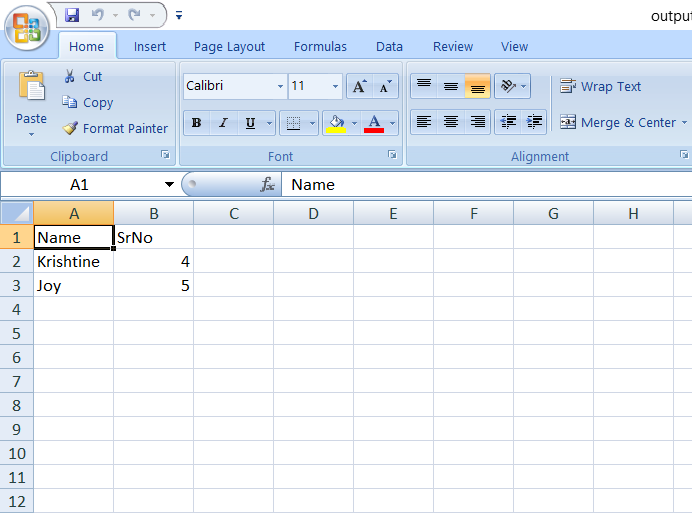 output
Home Insert Page Layout Formulas Data Review View
Paste
Cut
Copy
Format Painter
Clipboard
Calibri 11 A A
B I U A
Font
Wrap Text
Merge & Center
Alignment
A1 fx Name
A B C D E F G H
1 Name SrNo
2 Krishtine 4
3 Joy 5
4
5
6
7
8
9
10
11
12